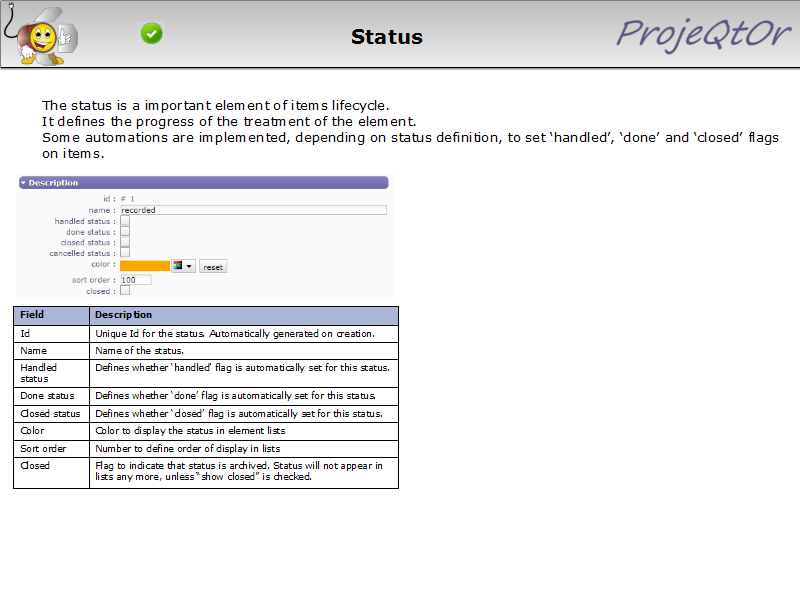 Status
ProjeQtOr
The status is a important element of items lifecycle.
It defines the progress of the treatment of the element.
Some automations are implemented, depending on status definition, to set ‘handled’, ‘done’ and ‘closed’ flags
on items.
Description
id : # 1
name : recorded
handled status :
done status :
closed status :
cancelled status :
color : reset
sort order : 100
closed :
Field Description
Id Unique Id for the status. Automatically generated on creation.
Name Name of the status.
Handled Defines whether ‘handled’ flag is automatically set for this status.
status
Done status Defines whether ‘done’ flag is automatically set for this status.
Closed status Defines whether ‘closed’ flag is automatically set for this status.
Color Color to display the status in element lists
Sort order Number to define order of display in lists
Closed Flag to indicate that status is archived. Status will not appear in
lists any more, unless “show closed” is checked.